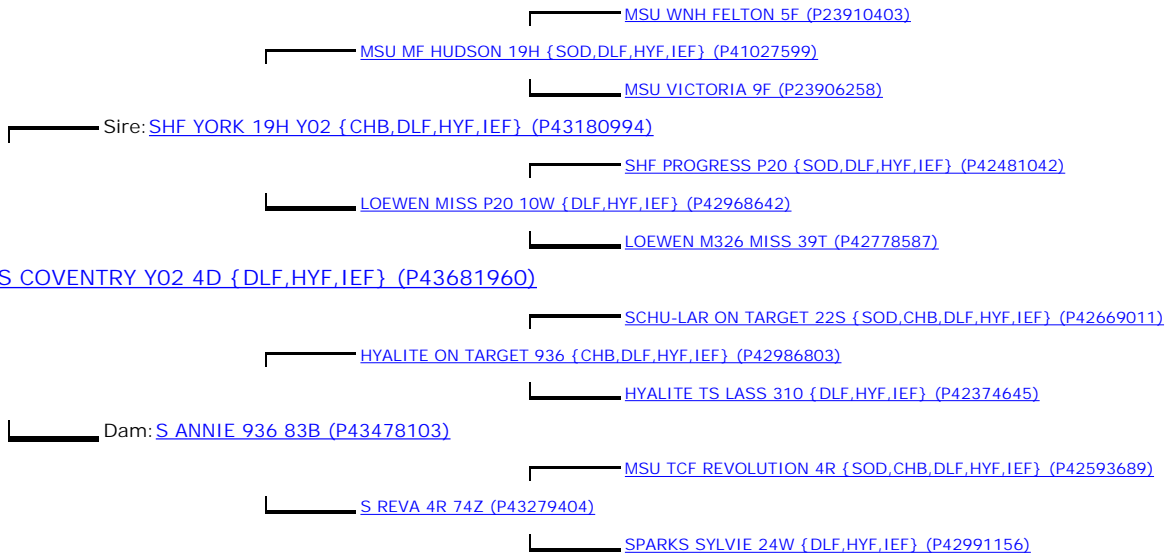 MSU WNH FELTON 5F (P23910403)
MSU MF HUDSON 19H {SOD,DLF,HYF,IEF} (P41027599)
MSU VICTORIA 9F (P23906258)
Sire: SHF YORK 19H Y02 {CHB,DLF,HYF,IEF} (P43180994)
SHF PROGRESS P20 {SOD,DLF,HYF,IEF} (P42481042)
LOEWEN MISS P20 10W {DLF,HYF,IEF} (P42968642)
LOEWEN M326 MISS 39T (P42778587)
S COVENTRY Y02 4D {DLF,HYF,IEF} (P43681960)
SCHU-LAR ON TARGET 22S {SOD,CHB,DLF,HYF,IEF} (P42669011)
HYALITE ON TARGET 936 {CHB,DLF,HYF,IEF} (P42986803)
HYALITE TS LASS 310 {DLF,HYF,IEF} (P42374645)
Dam: S ANNIE 936 83B (P43478103)
MSU TCF REVOLUTION 4R {SOD,CHB,DLF,HYF,IEF} (P42593689)
S REVA 4R 74Z (P43279404)
SPARKS SYLVIE 24W {DLF,HYF,IEF} (P42991156)